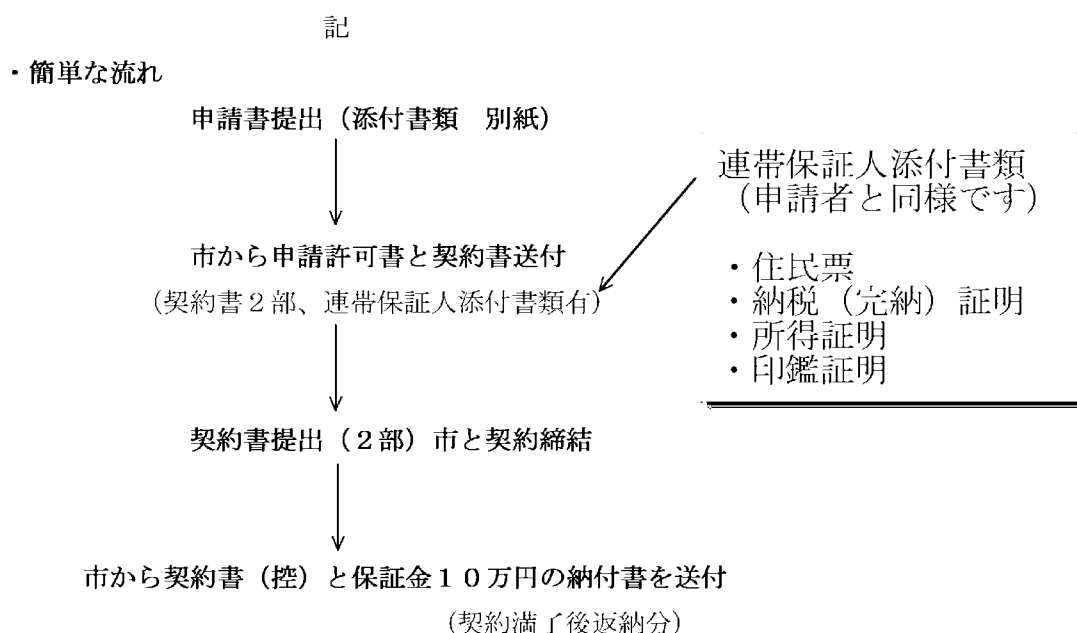 記
・簡単な流れ
申請書提出（添付書類　別紙）
市から申請許可書と契約書送付
（契約書２部、連帯保証人添付書類有）
契約書提出（２部）市と契約締結
市から契約書（控）と保証金１０万円の納付書を送付
（契約満了後返納分）
連帯保証人添付書類
（申請者と同様です）
・住民票
・納税（完納）証明
・所得証明
・印鑑証明